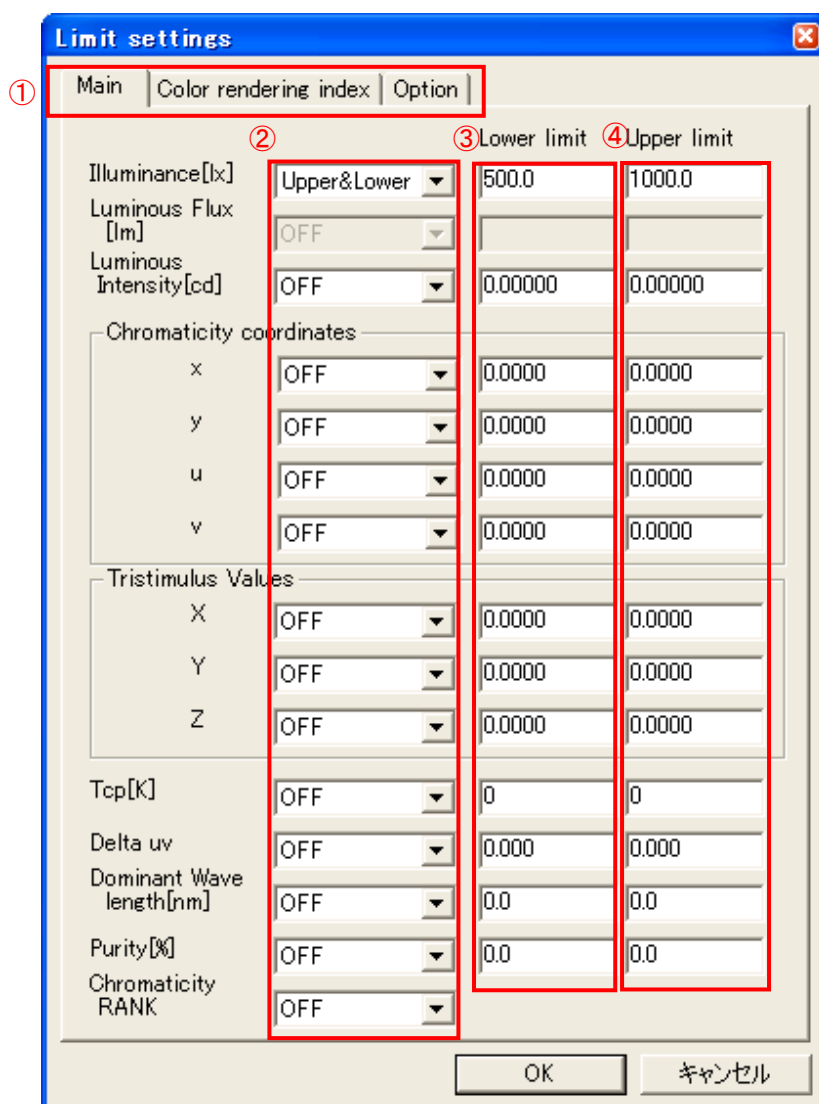 Limit settings
① Main Color rendering index Option
② ③ Lower limit ④ Upper limit
Illuminance[lx] Upper&Lower 500.0 1000.0
Luminous Flux
[lm] OFF
Luminous
Intensity[cd] OFF 0.00000 0.00000
Chromaticity coordinates
x OFF 0.0000 0.0000
y OFF 0.0000 0.0000
u OFF 0.0000 0.0000
v OFF 0.0000 0.0000
Tristimulus Values
X OFF 0.0000 0.0000
Y OFF 0.0000 0.0000
Z OFF 0.0000 0.0000
Tcp[K] OFF 0 0
Delta uv OFF 0.000 0.000
Dominant Wave
length[nm] OFF 0.0 0.0
Purity[%] OFF 0.0 0.0
Chromaticity
RANK OFF
OK キャンセル